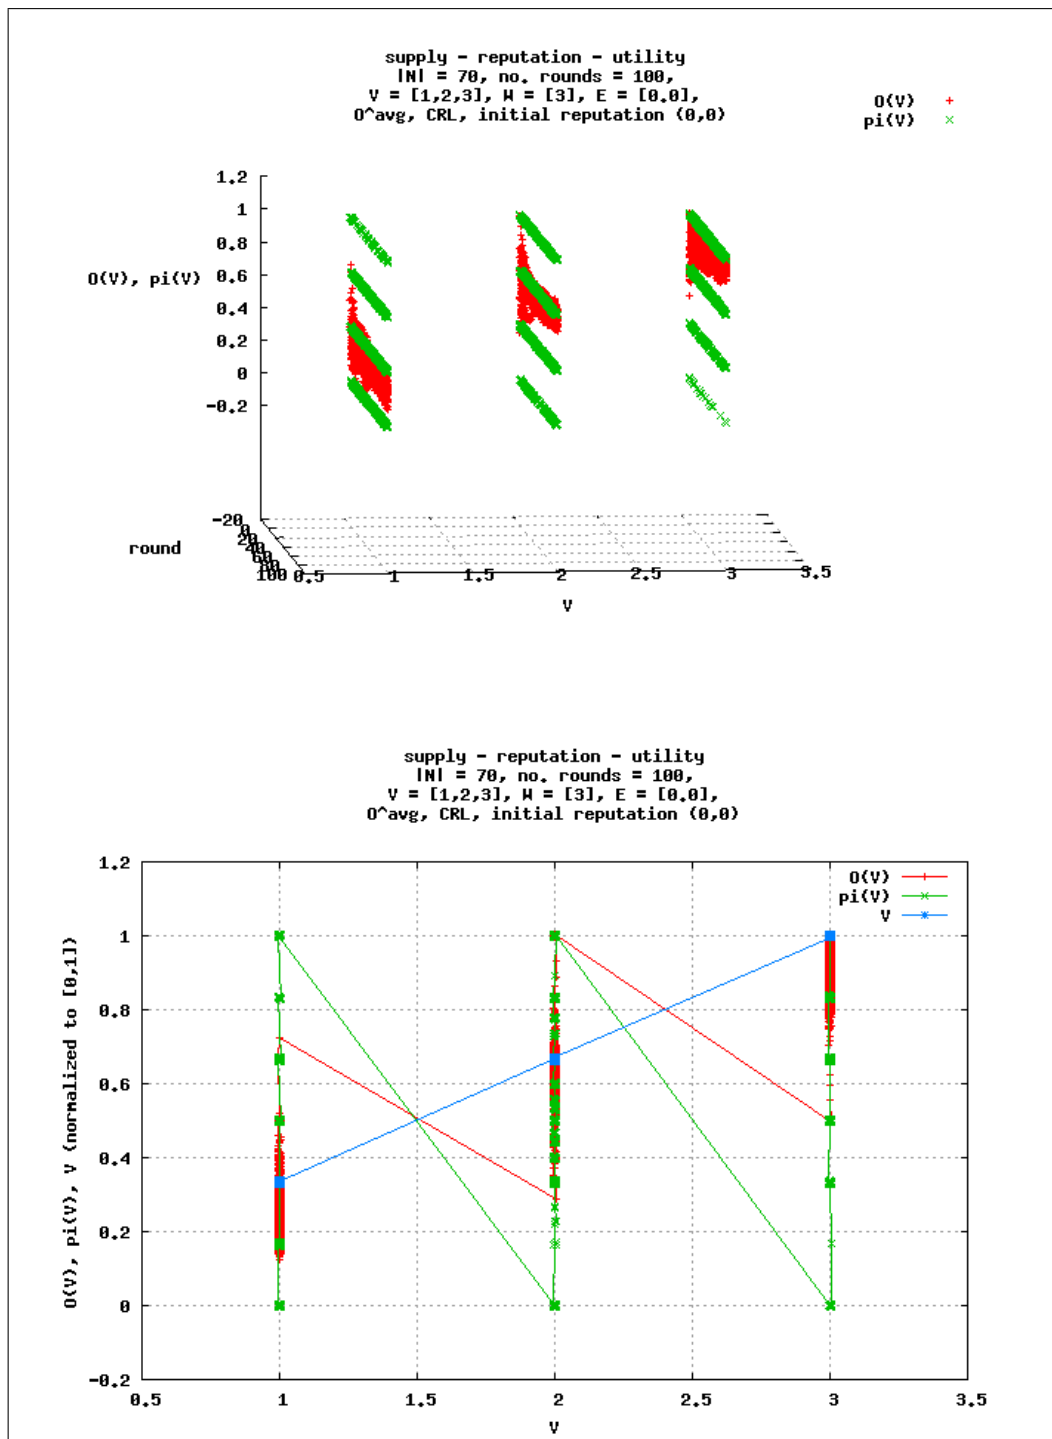 supply - reputation - utility
|N| = 70, no. rounds = 100,
V = [1,2,3], W = [3], E = [0.0],
O^avg, CRL, initial reputation (0,0)
O(V)
pi(V)
1.2
1
0.8
0.6
0.4
0.2
0
-0.2
O(V), pi(V)
-20
0
20
40
60
80
100
round
0.5
1
1.5
2
2.5
3
3.5
V
supply - reputation - utility
|N| = 70, no. rounds = 100,
V = [1,2,3], W = [3], E = [0.0],
O^avg, CRL, initial reputation (0,0)
O(V)
pi(V)
V
1.2
1
0.8
0.6
0.4
0.2
0
-0.2
O(V), pi(V), V (normalized to [0,1])
0.5
1
1.5
2
2.5
3
3.5
V